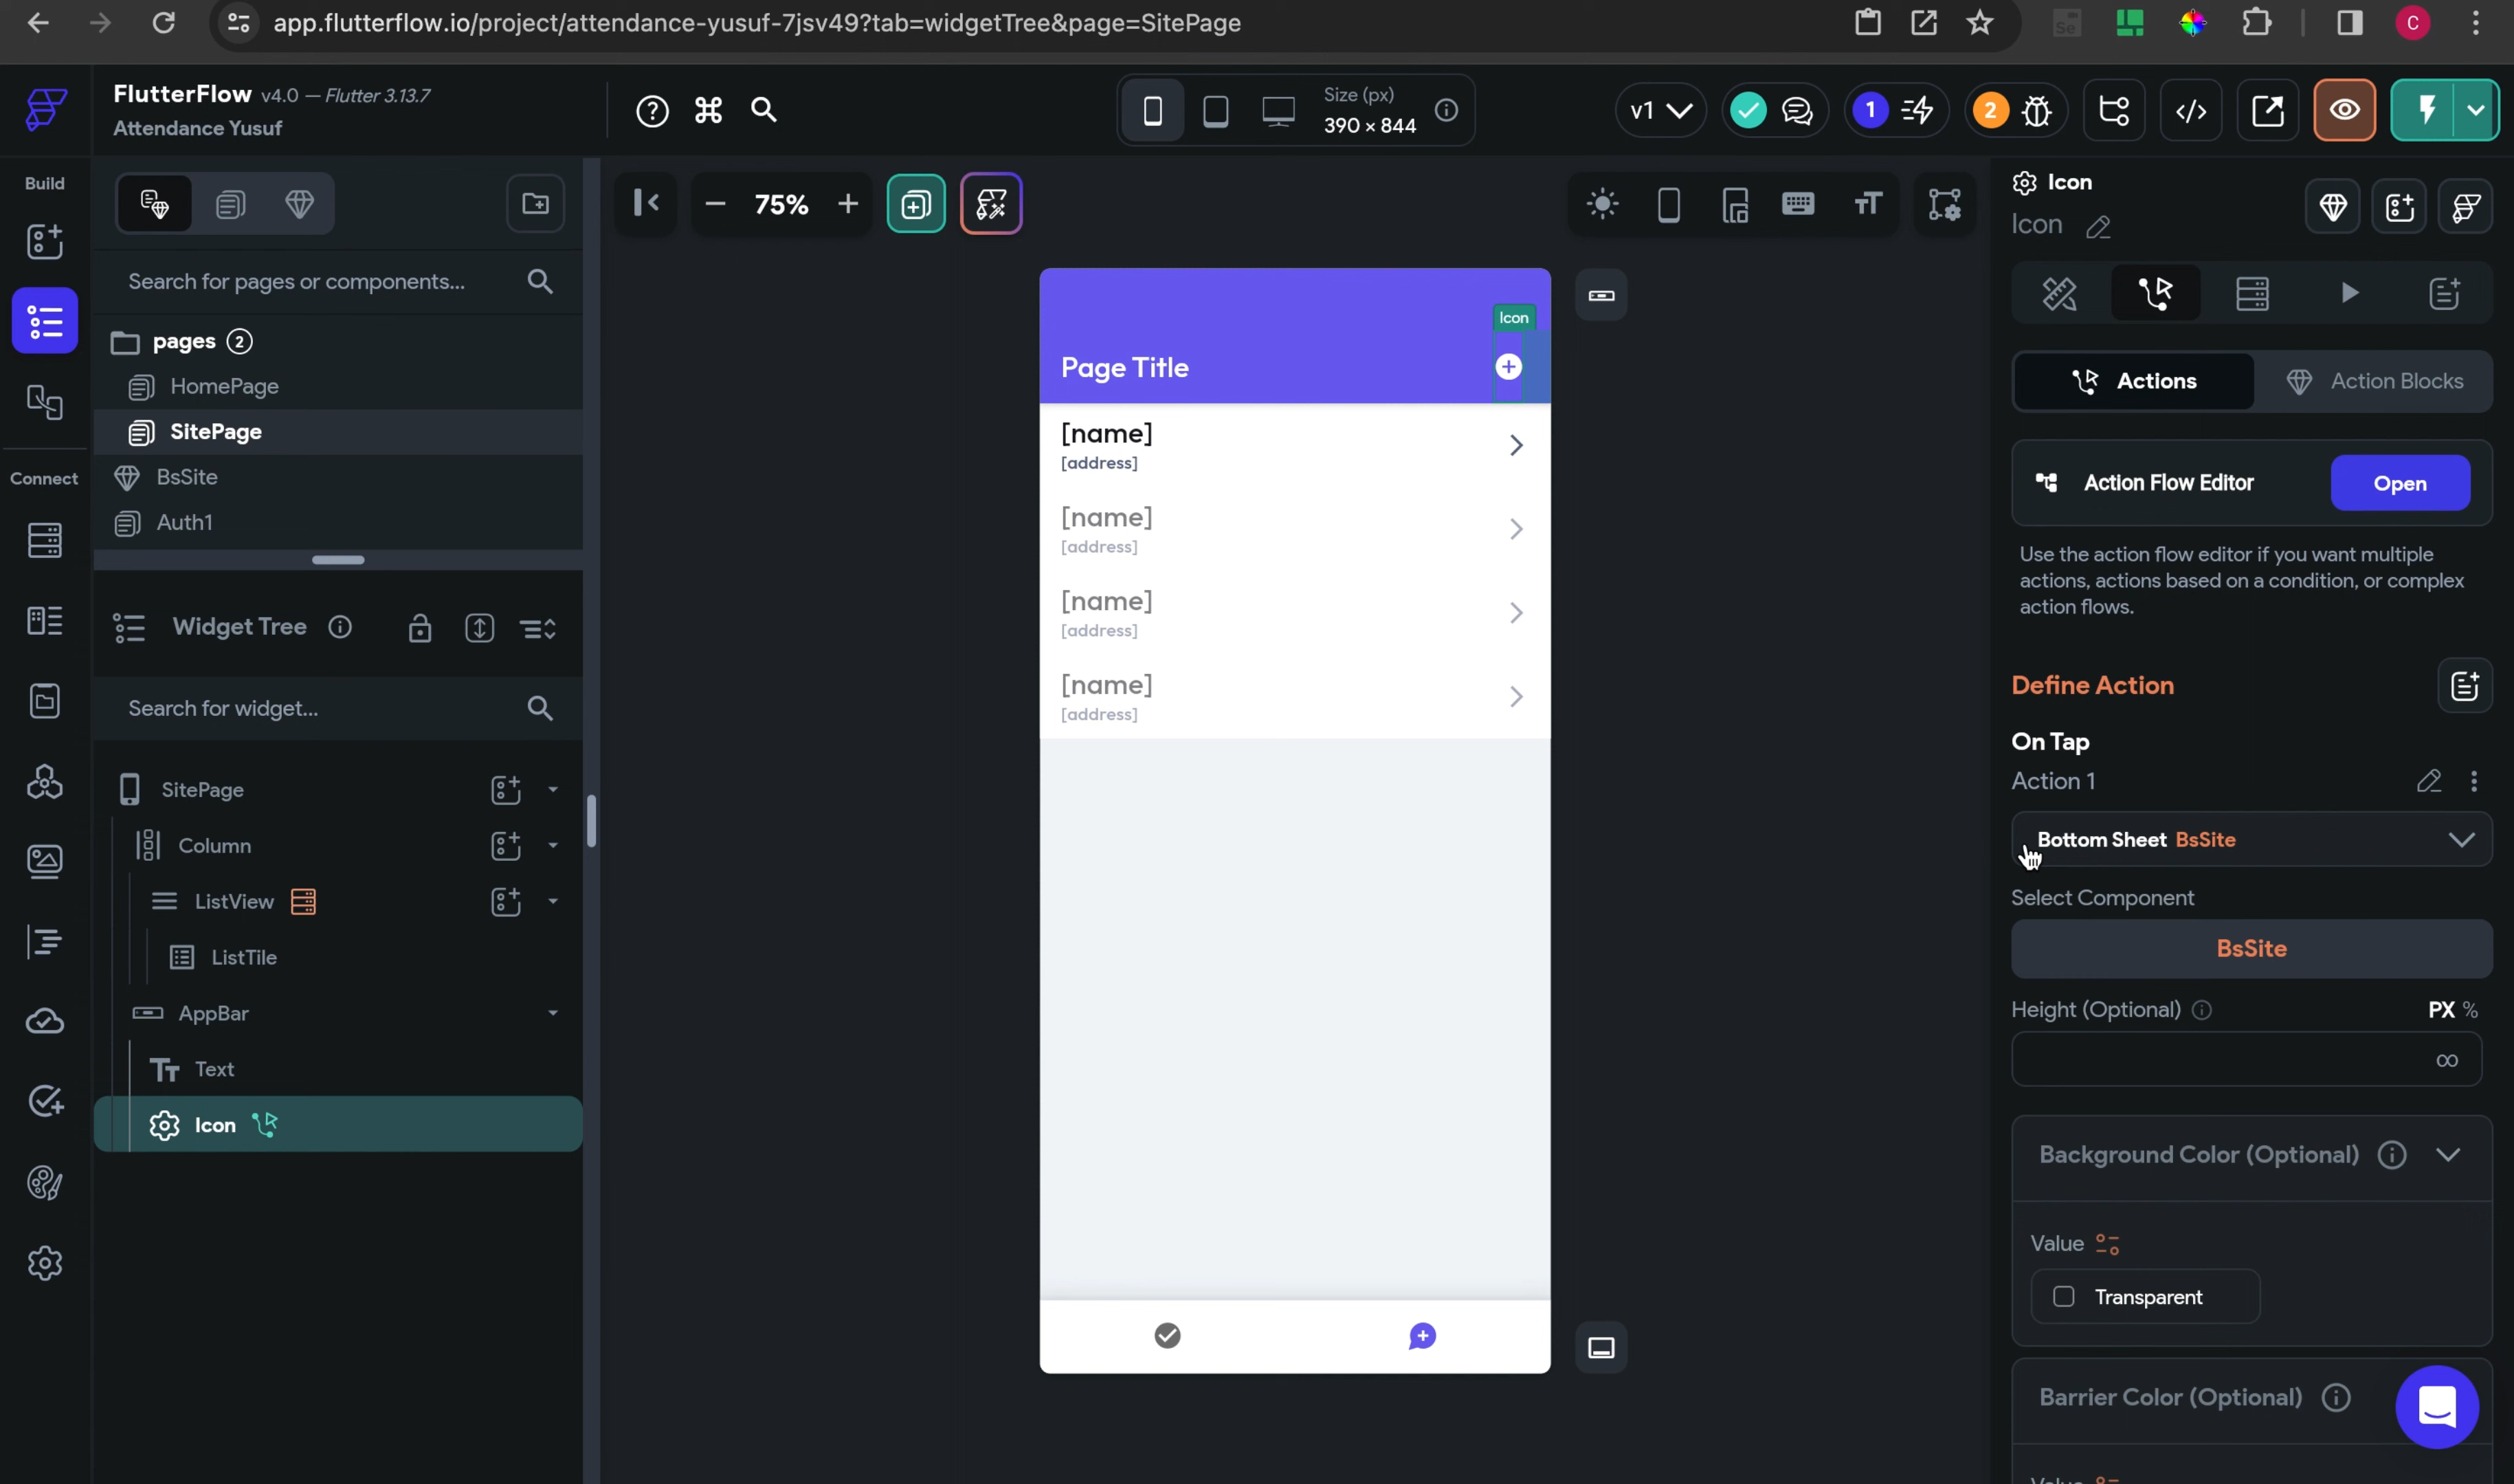 app.flutterflow.io/project/attendance-yusuf-7jsv49?tab=widgetTree&page=SitePage
Se
C
FlutterFlow v4.0 — Flutter 3.13.7
Attendance Yusuf
Size (px)
390 × 844
v1
1
2
Build
Connect
75%
Search for pages or components...
pages 2
HomePage
SitePage
BsSite
Auth1
Widget Tree
Search for widget...
SitePage
Column
ListView
ListTile
AppBar
Text
Icon
Icon
Page Title
[name]
[address]
[name]
[address]
[name]
[address]
[name]
[address]
Icon
Icon
Actions
Action Blocks
Action Flow Editor
Open
Use the action flow editor if you want multiple
actions, actions based on a condition, or complex
action flows.
Define Action
On Tap
Action 1
Bottom Sheet BsSite
Select Component
BsSite
Height (Optional)
PX %
∞
Background Color (Optional)
Value
Transparent
Barrier Color (Optional)
Value